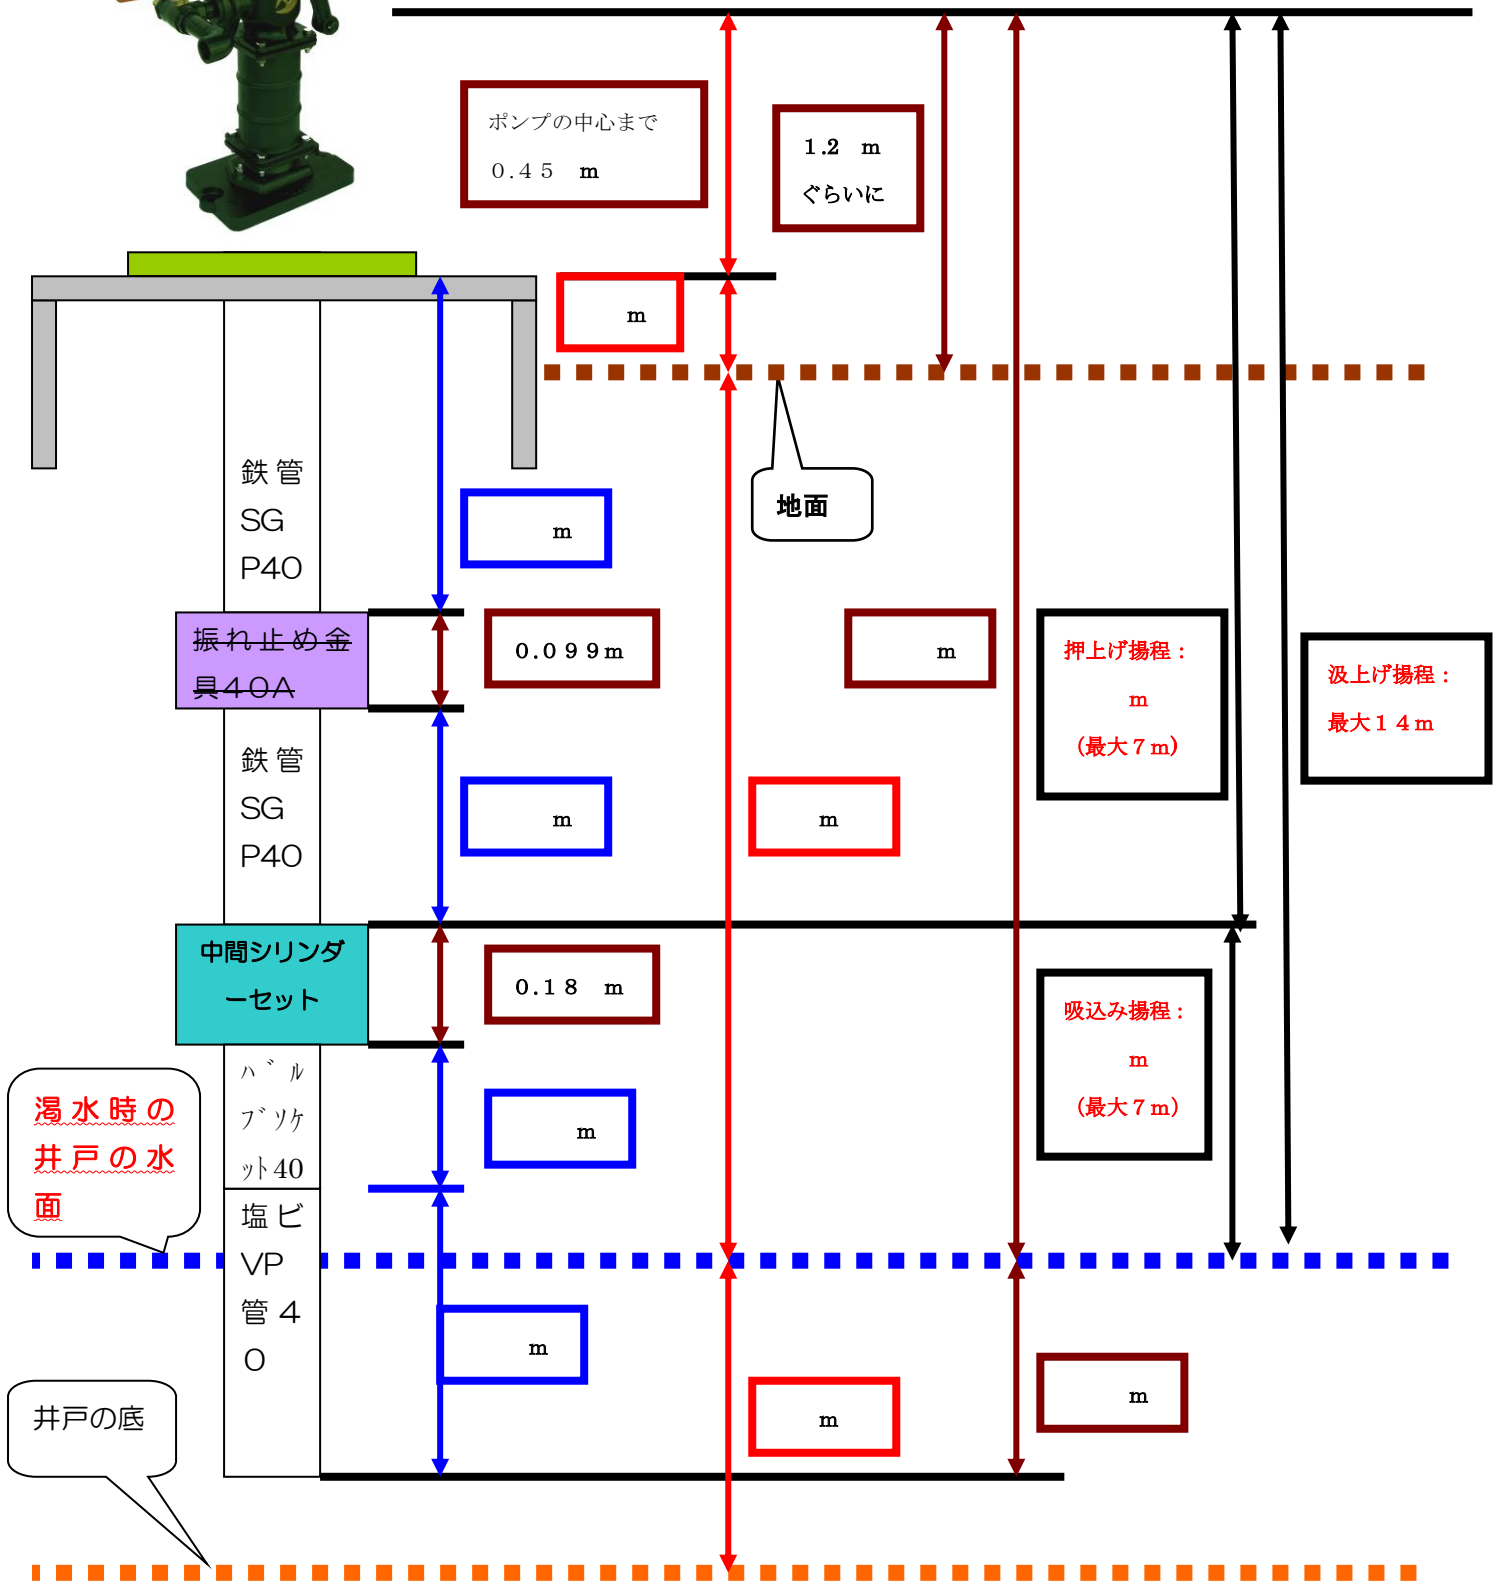 ポンプの中心まで
０.４５　m
１.２　m
ぐらいに
m
地面
鉄管
SG
P40
m
振れ止め金
具４０A
０.０９９m
m
押上げ揚程：
m
（最大７m）
汲上げ揚程：
最大１４m
鉄管
SG
P40
m
m
中間シリンダ
ーセット
０.１８　m
吸込み揚程：
m
（最大７m）
ﾊﾞﾙ
ﾌﾞｿｹ
ｯﾄ40
m
渇水時の
井戸の水
面
塩ビ
VP
管４
０
m
m
m
井戸の底